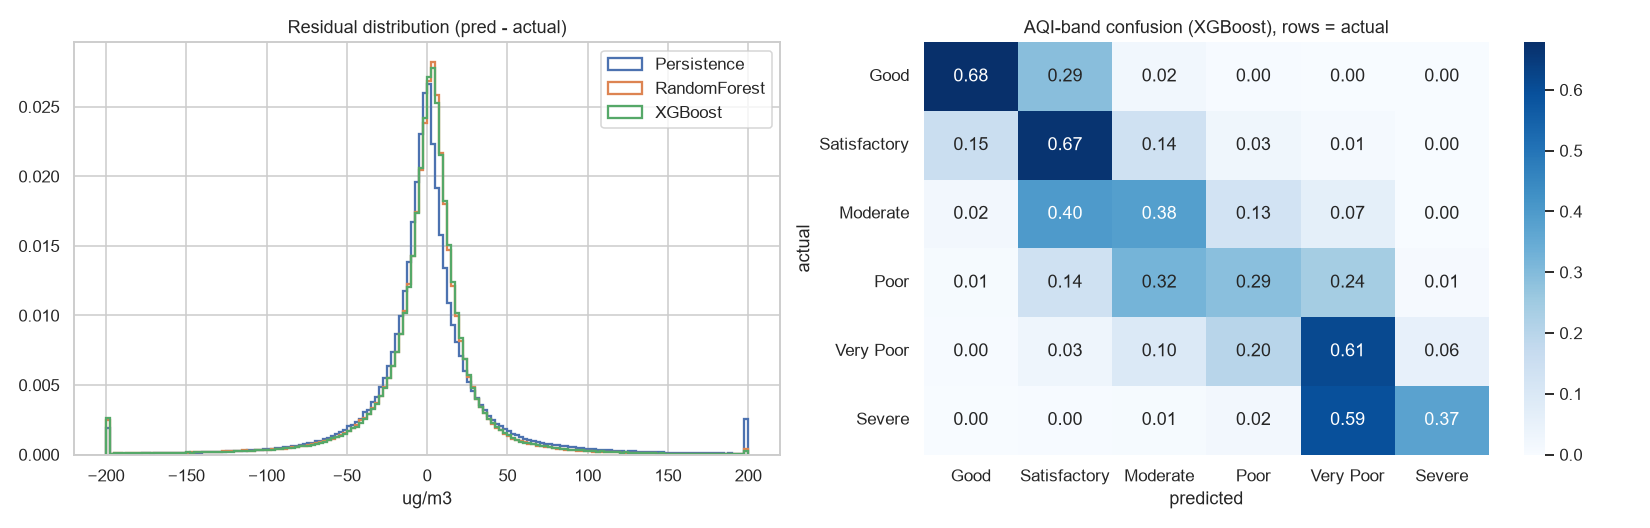 Residual distribution (pred - actual)
Persistence
RandomForest
XGBoost
0.025
0.020
0.015
0.010
0.005
0.000
−200 −150 −100 −50 0 50 100 150 200
ug/m3
AQI-band confusion (XGBoost), rows = actual
actual
Good 0.68 0.29 0.02 0.00 0.00 0.00
Satisfactory 0.15 0.67 0.14 0.03 0.01 0.00
Moderate 0.02 0.40 0.38 0.13 0.07 0.00
Poor 0.01 0.14 0.32 0.29 0.24 0.01
Very Poor 0.00 0.03 0.10 0.20 0.61 0.06
Severe 0.00 0.00 0.01 0.02 0.59 0.37
Good Satisfactory Moderate Poor Very Poor Severe
predicted
0.6
0.5
0.4
0.3
0.2
0.1
0.0